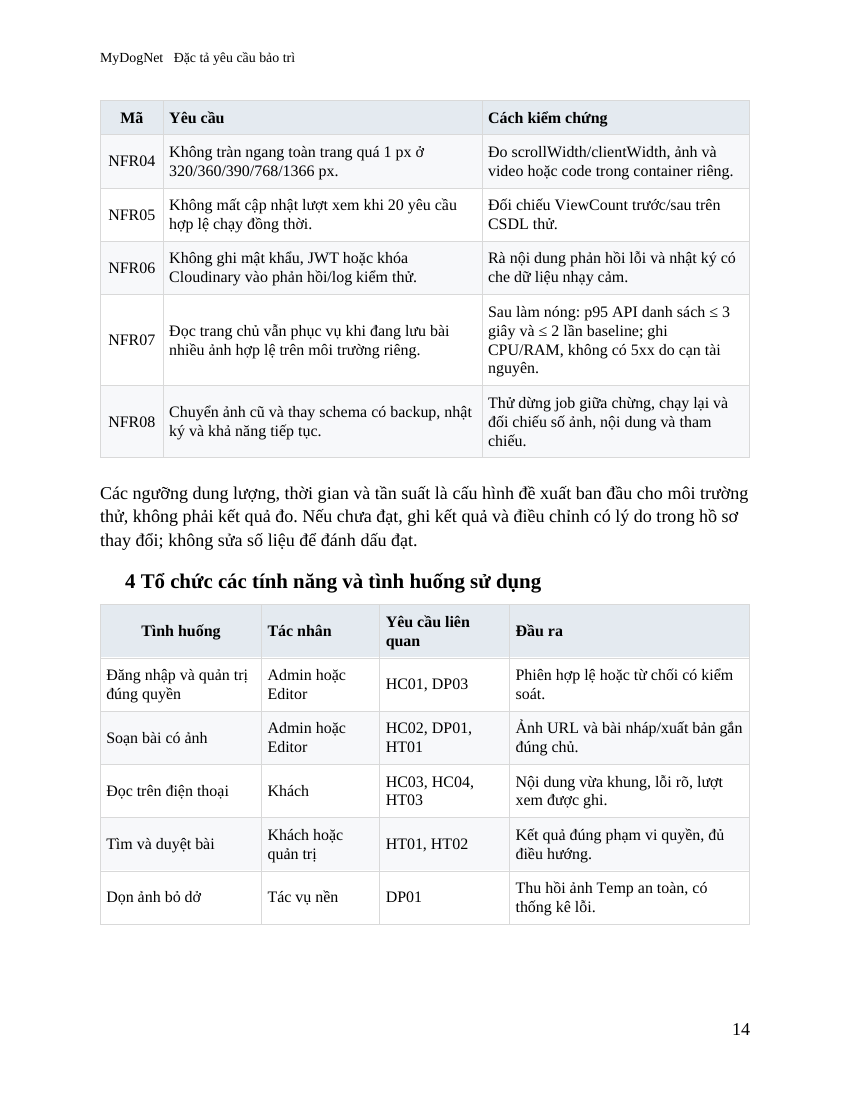 MyDogNet Đặc tả yêu cầu bảo trì
Mã Yêu cầu Cách kiểm chứng
NFR04 Không tràn ngang toàn trang quá 1 px ở 320/360/390/768/1366 px. Đo scrollWidth/clientWidth, ảnh và video hoặc code trong container riêng.
NFR05 Không mất cập nhật lượt xem khi 20 yêu cầu hợp lệ chạy đồng thời. Đối chiếu ViewCount trước/sau trên CSDL thử.
NFR06 Không ghi mật khẩu, JWT hoặc khóa Cloudinary vào phản hồi/log kiểm thử. Rà nội dung phản hồi lỗi và nhật ký có che dữ liệu nhạy cảm.
NFR07 Đọc trang chủ vẫn phục vụ khi đang lưu bài nhiều ảnh hợp lệ trên môi trường riêng. Sau làm nóng: p95 API danh sách ≤ 3 giây và ≤ 2 lần baseline; ghi CPU/RAM, không có 5xx do cạn tài nguyên.
NFR08 Chuyển ảnh cũ và thay schema có backup, nhật ký và khả năng tiếp tục. Thử dừng job giữa chừng, chạy lại và đối chiếu số ảnh, nội dung và tham chiếu.
Các ngưỡng dung lượng, thời gian và tần suất là cấu hình đề xuất ban đầu cho môi trường
thử, không phải kết quả đo. Nếu chưa đạt, ghi kết quả và điều chỉnh có lý do trong hồ sơ
thay đổi; không sửa số liệu để đánh dấu đạt.
4 Tổ chức các tính năng và tình huống sử dụng
Tình huống Tác nhân Yêu cầu liên quan Đầu ra
Đăng nhập và quản trị đúng quyền Admin hoặc Editor HC01, DP03 Phiên hợp lệ hoặc từ chối có kiểm soát.
Soạn bài có ảnh Admin hoặc Editor HC02, DP01, HT01 Ảnh URL và bài nháp/xuất bản gắn đúng chủ.
Đọc trên điện thoại Khách HC03, HC04, HT03 Nội dung vừa khung, lỗi rõ, lượt xem được ghi.
Tìm và duyệt bài Khách hoặc quản trị HT01, HT02 Kết quả đúng phạm vi quyền, đủ điều hướng.
Dọn ảnh bỏ dở Tác vụ nền DP01 Thu hồi ảnh Temp an toàn, có thống kê lỗi.
14